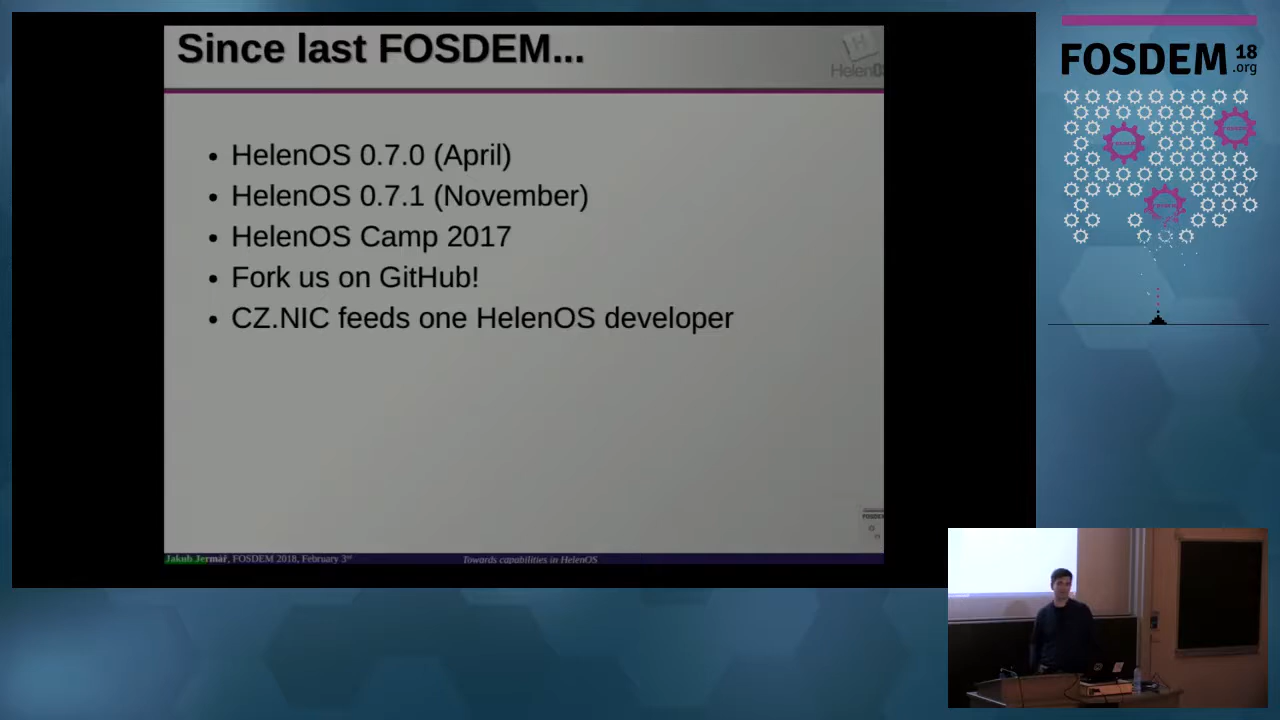 Since last FOSDEM...
HelenOS
• HelenOS 0.7.0 (April)
• HelenOS 0.7.1 (November)
• HelenOS Camp 2017
• Fork us on GitHub!
• CZ.NIC feeds one HelenOS developer
FOSDEM
Jakub Jermář, FOSDEM 2018, February 3rd
Towards capabilities in HelenOS
FOSDEM 18
.org